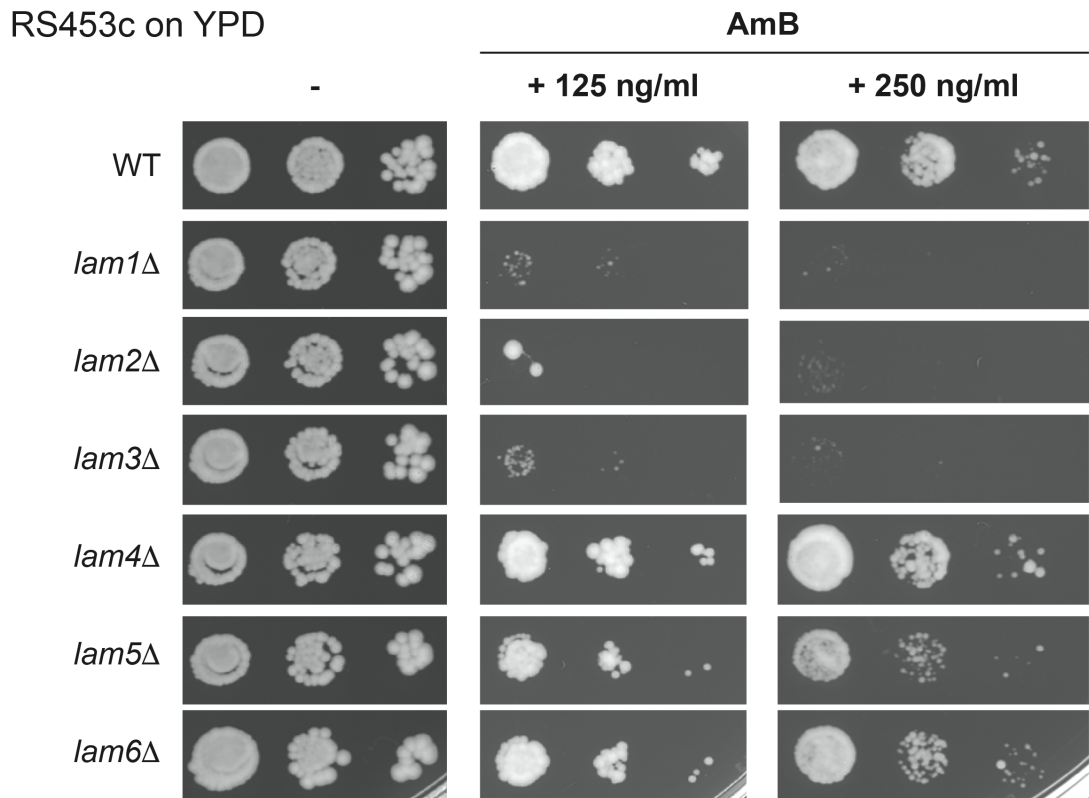 RS453c on YPD
AmB
-
+ 125 ng/ml
+ 250 ng/ml
WT
lam1Δ
lam2Δ
lam3Δ
lam4Δ
lam5Δ
lam6Δ